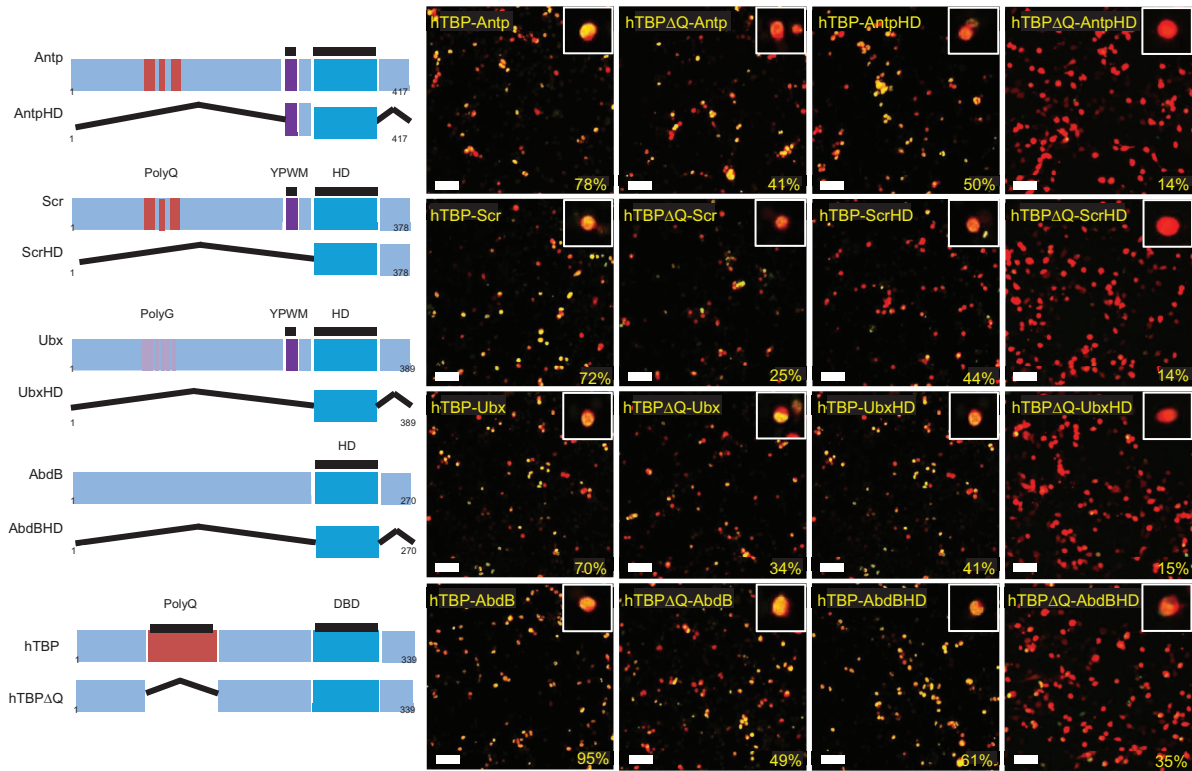 Antp
1
417
AntpHD
1
417
PolyQ YPWM HD
Scr
1
378
ScrHD
1
378
PolyG YPWM HD
Ubx
1
389
UbxHD
1
389
HD
AbdB
1
270
AbdBHD
1
270
PolyQ DBD
hTBP
1
339
hTBPΔQ
1
339
hTBP-Antp
78%
hTBPΔQ-Antp
41%
hTBP-AntpHD
50%
hTBPΔQ-AntpHD
14%
hTBP-Scr
72%
hTBPΔQ-Scr
25%
hTBP-ScrHD
44%
hTBPΔQ-ScrHD
14%
hTBP-Ubx
70%
hTBPΔQ-Ubx
34%
hTBP-UbxHD
41%
hTBPΔQ-UbxHD
15%
hTBP-AbdB
95%
hTBPΔQ-AbdB
49%
hTBP-AbdBHD
61%
hTBPΔQ-AbdBHD
35%